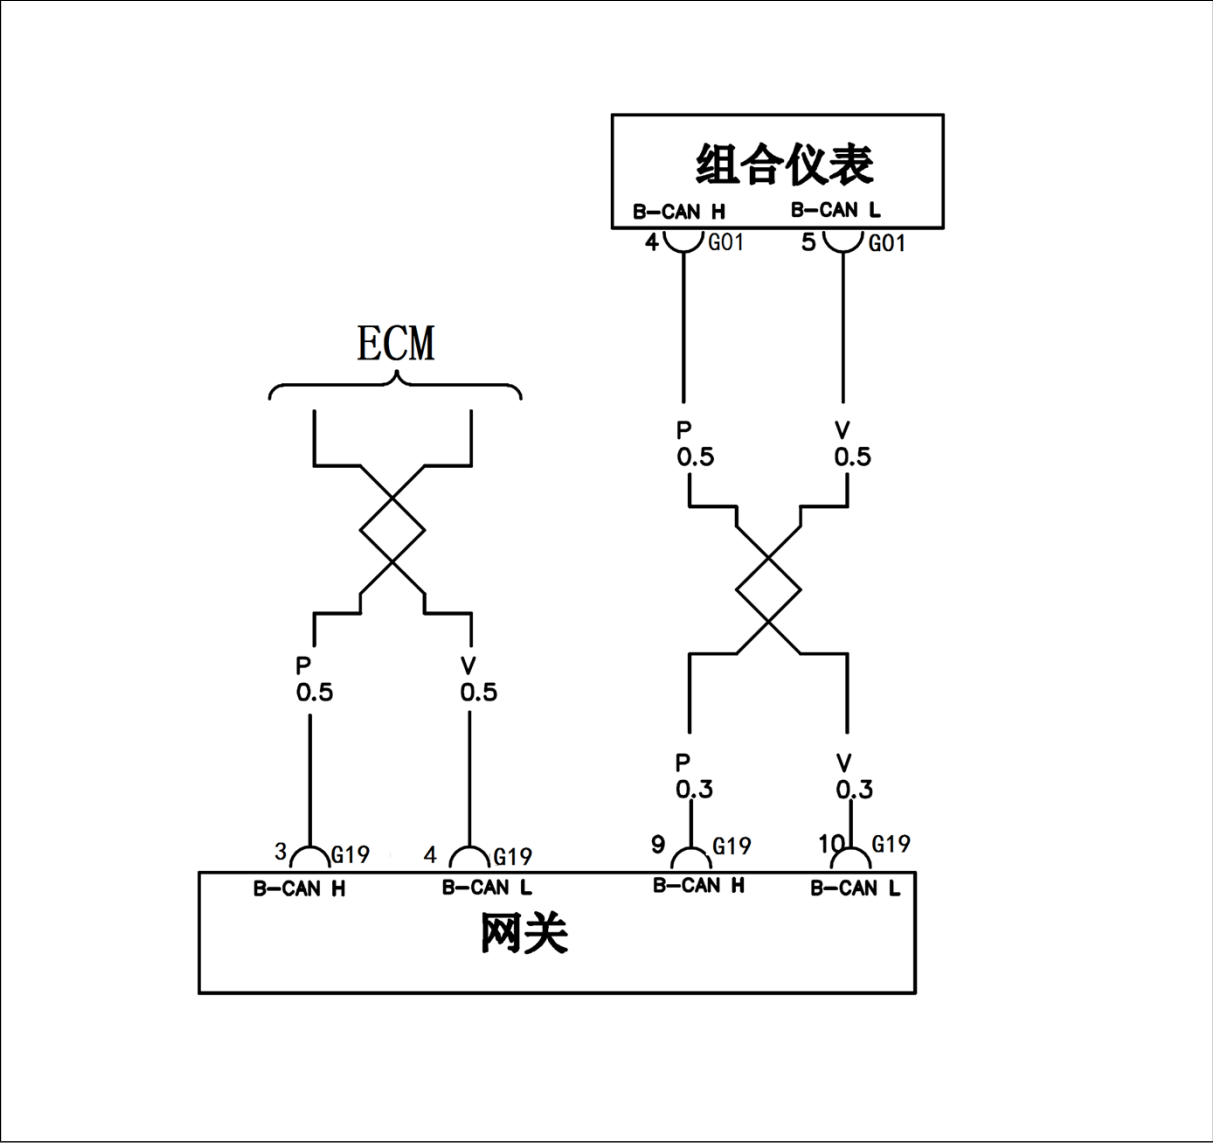 组合仪表
B-CAN H B-CAN L
4 G01 5 G01
ECM
P V
0.5 0.5
P V
0.5 0.5
P V
0.3 0.3
3 G19 4 G19 9 G19 10 G19
B-CAN H B-CAN L B-CAN H B-CAN L
网关